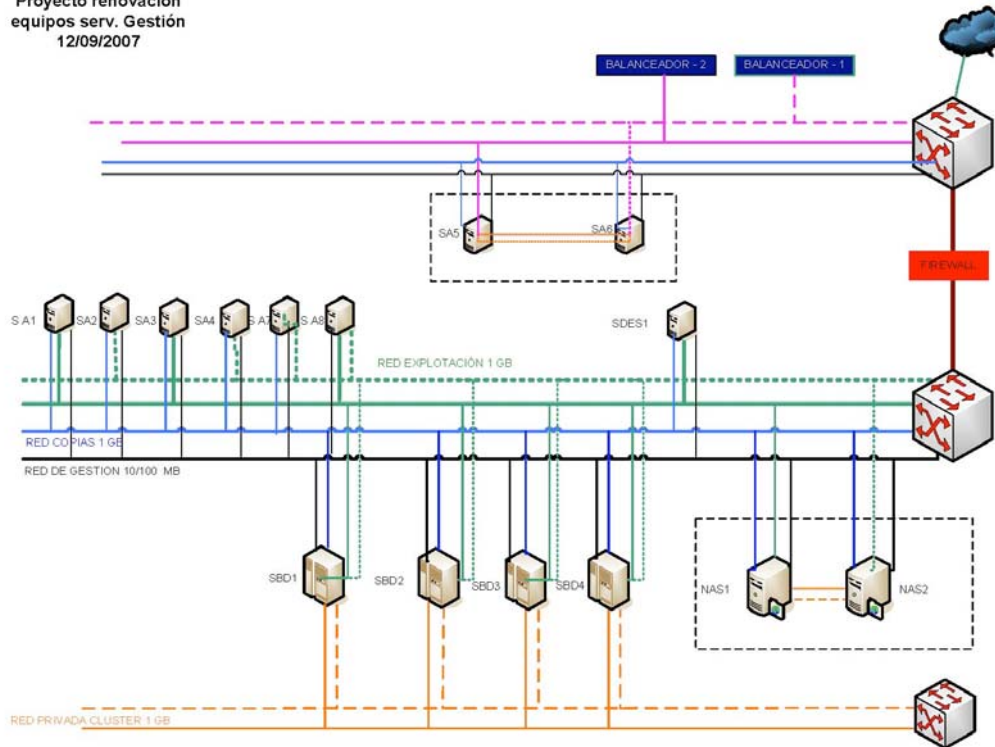 Proyecto renovación
equipos serv. Gestión
12/09/2007
BALANCEADOR - 2
BALANCEADOR - 1
SA5
SA6
FIREWALL
S A1
SA2
SA3
SA4
S A7
S A8
SDES1
RED EXPLOTACIÓN 1 GB
RED COPIAS 1 GB
RED DE GESTION 10/100 MB
SBD1
SBD2
SBD3
SBD4
NAS1
NAS2
RED PRIVADA CLUSTER 1 GB